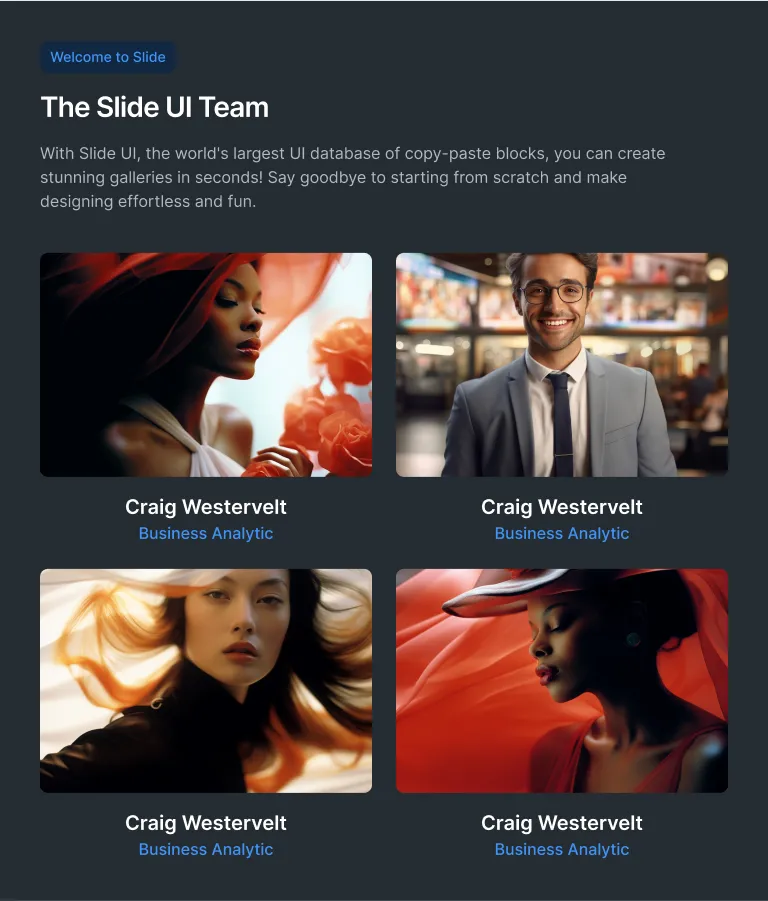 Welcome to Slide
The Slide UI Team
With Slide UI, the world's largest UI database of copy-paste blocks, you can create
stunning galleries in seconds! Say goodbye to starting from scratch and make
designing effortless and fun.
Craig Westervelt
Business Analytic
Craig Westervelt
Business Analytic
Craig Westervelt
Business Analytic
Craig Westervelt
Business Analytic